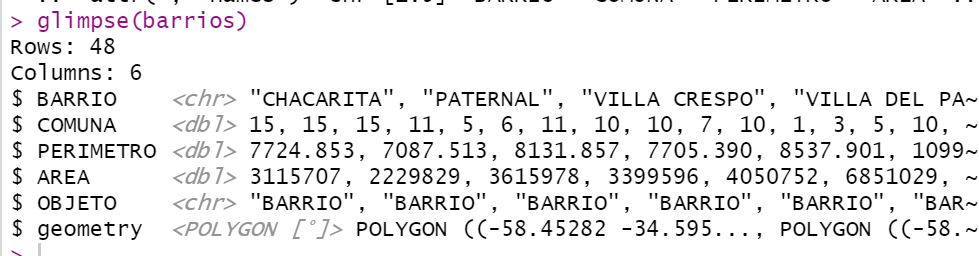 > glimpse(barrios)
Rows: 48
Columns: 6
$ BARRIO    <chr> "CHACARITA", "PATERNAL", "VILLA CRESPO", "VILLA DEL PA~
$ COMUNA    <dbl> 15, 15, 15, 11, 5, 6, 11, 10, 10, 7, 10, 1, 3, 5, 10, ~
$ PERIMETRO <dbl> 7724.853, 7087.513, 8131.857, 7705.390, 8537.901, 1099~
$ AREA      <dbl> 3115707, 2229829, 3615978, 3399596, 4050752, 6851029, ~
$ OBJETO    <chr> "BARRIO", "BARRIO", "BARRIO", "BARRIO", "BARRIO", "BAR~
$ geometry  <POLYGON [°]> POLYGON ((-58.45282 -34.595..., POLYGON ((-58.~
>